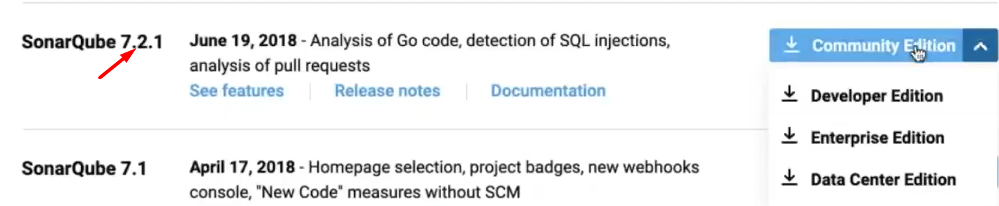 SonarQube 7.2.1
June 19, 2018 - Analysis of Go code, detection of SQL injections,
analysis of pull requests
See features
Release notes
Documentation
Community Edition
Developer Edition
Enterprise Edition
Data Center Edition
SonarQube 7.1
April 17, 2018 - Homepage selection, project badges, new webhooks
console, "New Code" measures without SCM